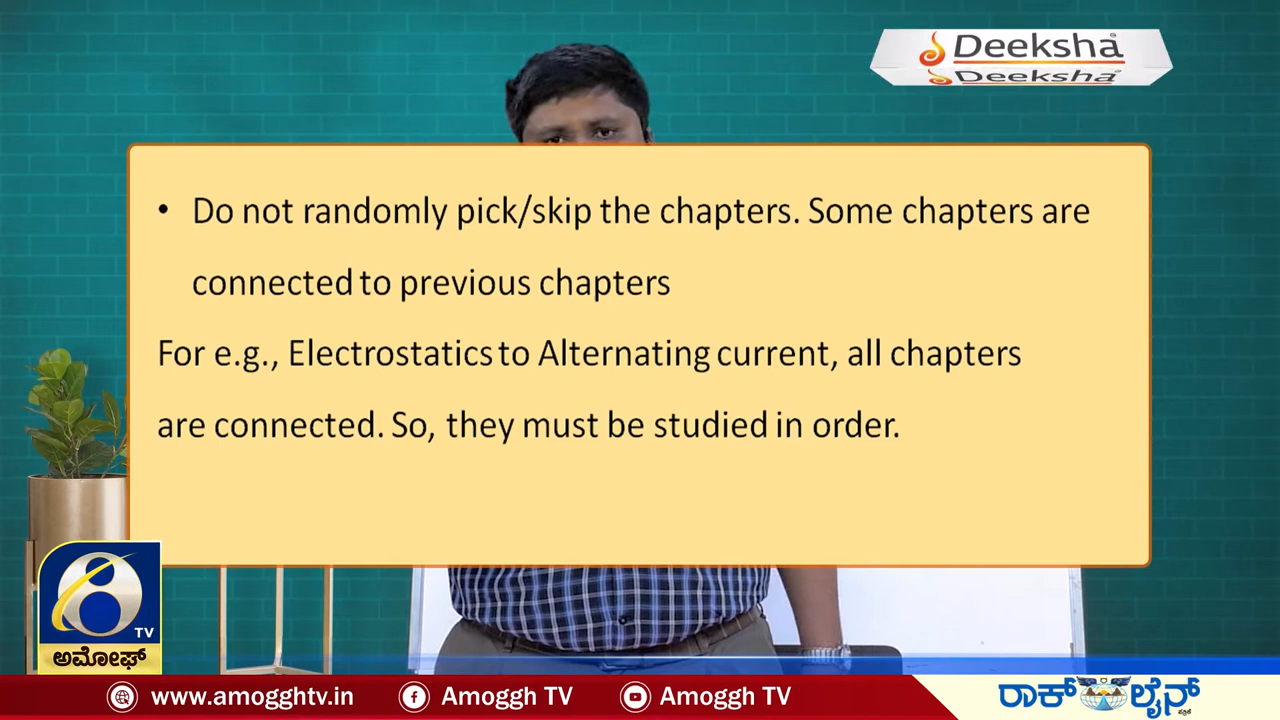 Deeksha
Deeksha
• Do not randomly pick/skip the chapters. Some chapters are
connected to previous chapters
For e.g., Electrostatics to Alternating current, all chapters
are connected. So, they must be studied in order.
TV
ಅಮೋಘ್
www.amogghtv.in
Amoggh TV
Amoggh TV
ರಾಕ್ ಲೈನ್